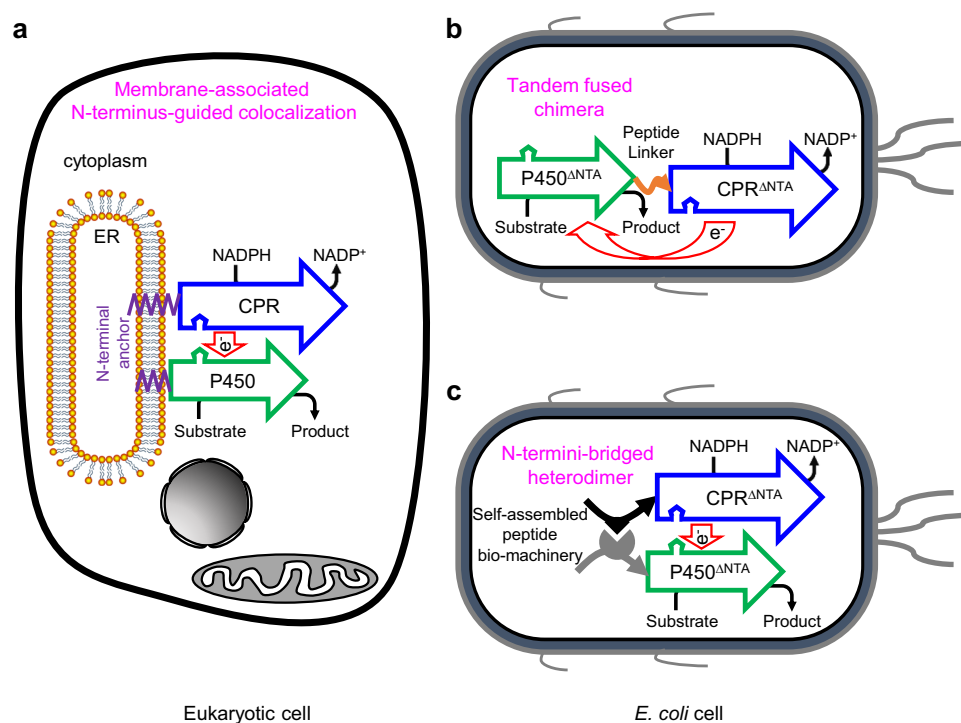 a
Membrane-associated
N-terminus-guided colocalization
cytoplasm
ER
N-terminal
anchor
NADPH
NADP⁺
CPR
e⁻
P450
Substrate
Product
Eukaryotic cell
b
Tandem fused
chimera
Peptide
Linker
NADPH
NADP⁺
P450ΔNTA
CPRΔNTA
Substrate
Product
e⁻
c
N-termini-bridged
heterodimer
NADPH
NADP⁺
Self-assembled
peptide
bio-machinery
CPRΔNTA
e⁻
P450ΔNTA
Substrate
Product
E. coli cell